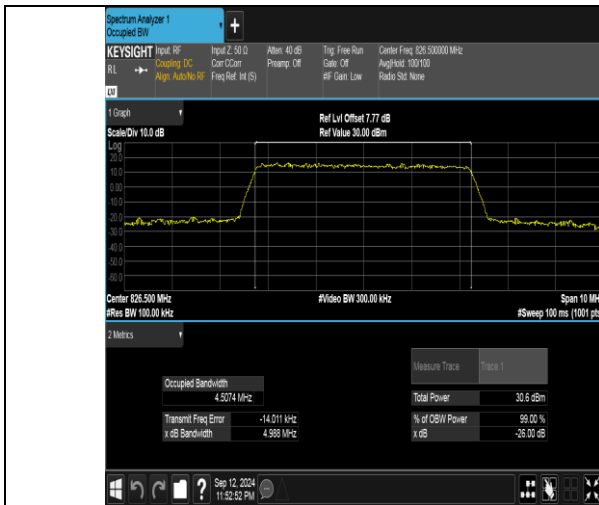 Spectrum Analyzer 1
Occupied BW
+
KEYSIGHT Input: RF Input Z: 50 Ω Atten: 40 dB Trig: Free Run Center Freq: 826.500000 MHz
RL Coupling: DC Corr CCorr Preamp: Off Gate: Off Avg|Hold: 100/100
Align: Auto/No RF Freq Ref: Int (S) #IF Gain: Low Radio Std: None
LXI
1 Graph
Ref Lvl Offset 7.77 dB
Scale/Div 10.0 dB Ref Value 30.00 dBm
Log
20.0
10.0
0.00
-10.0
-20.0
-30.0
-40.0
-50.0
-60.0
Center 826.500 MHz #Video BW 300.00 kHz Span 10 MH
#Res BW 100.00 kHz #Sweep 100 ms (1001 pts
2 Metrics
Measure Trace Trace 1
Occupied Bandwidth
4.5074 MHz Total Power 30.6 dBm
Transmit Freq Error -14.011 kHz % of OBW Power 99.00 %
x dB Bandwidth 4.988 MHz x dB -26.00 dB
? Sep 12, 2024
11:52:52 PM